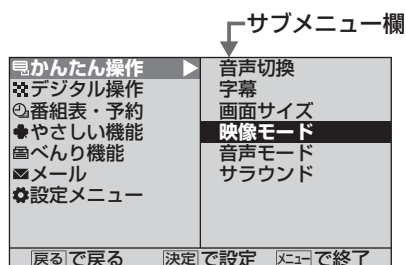 サブメニュー欄
かんたん操作
デジタル操作
番組表・予約
やさしい機能
べんり機能
メール
設定メニュー
音声切換
字幕
画面サイズ
映像モード
音声モード
サラウンド
戻るで戻る 決定で設定 メニューで終了